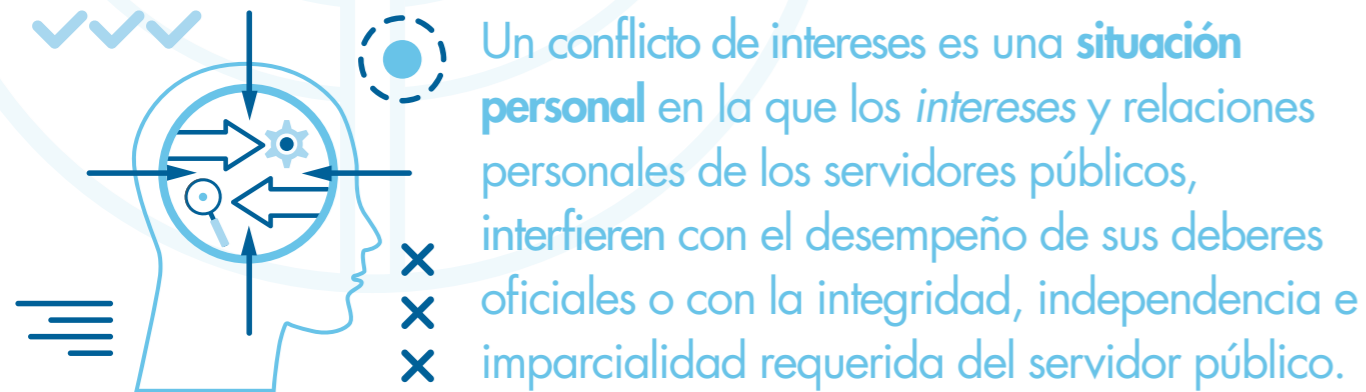 Un conflicto de intereses es una situación
personal en la que los intereses y relaciones
personales de los servidores públicos,
interfieren con el desempeño de sus deberes
oficiales o con la integridad, independencia e
imparcialidad requerida del servidor público.